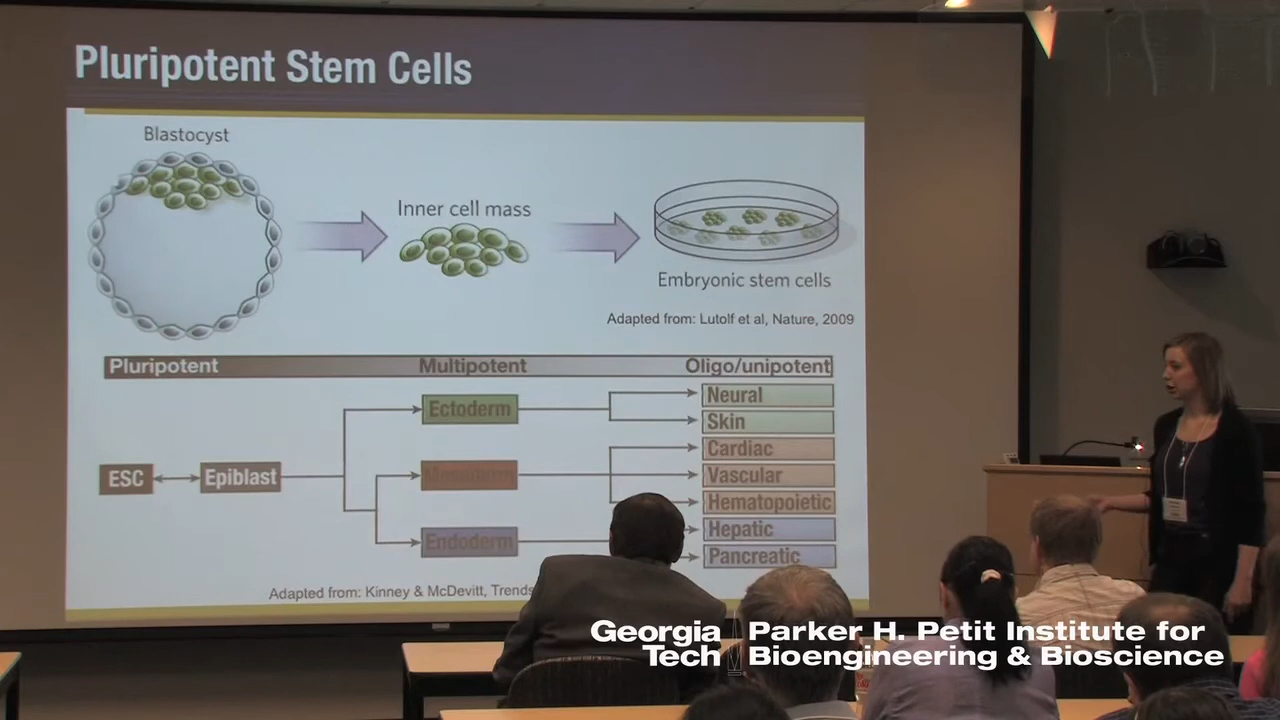 Pluripotent Stem Cells
Blastocyst
Inner cell mass
Embryonic stem cells
Adapted from: Lutolf et al, Nature, 2009
Pluripotent Multipotent Oligo/unipotent
Ectoderm
Neural
Skin
Cardiac
ESC
Epiblast
Mesoderm
Vascular
Hematopoietic
Endoderm
Hepatic
Pancreatic
Adapted from: Kinney & McDevitt, Trends
Georgia Tech
Parker H. Petit Institute for
Bioengineering & Bioscience